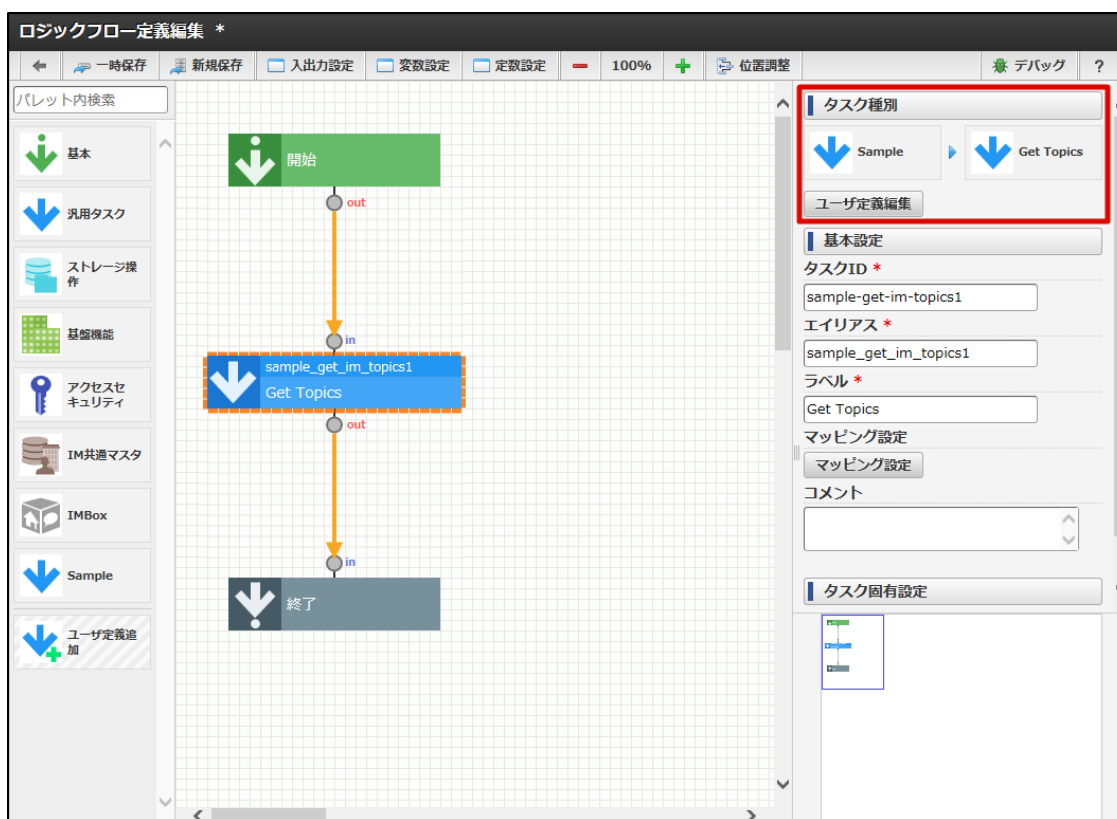 ロジックフロー定義編集 *
一時保存 新規保存 入出力設定 変数設定 定数設定 100% 位置調整 デバッグ ?
パレット内検索
基本
汎用タスク
ストレージ操
作
基盤機能
アクセスセ
キュリティ
IM共通マスタ
IMBox
Sample
ユーザ定義追
加
開始
out
in
sample_get_im_topics1
Get Topics
out
in
終了
タスク種別
Sample Get Topics
ユーザ定義編集
基本設定
タスクID *
sample-get-im-topics1
エイリアス *
sample_get_im_topics1
ラベル *
Get Topics
マッピング設定
マッピング設定
コメント
タスク固有設定